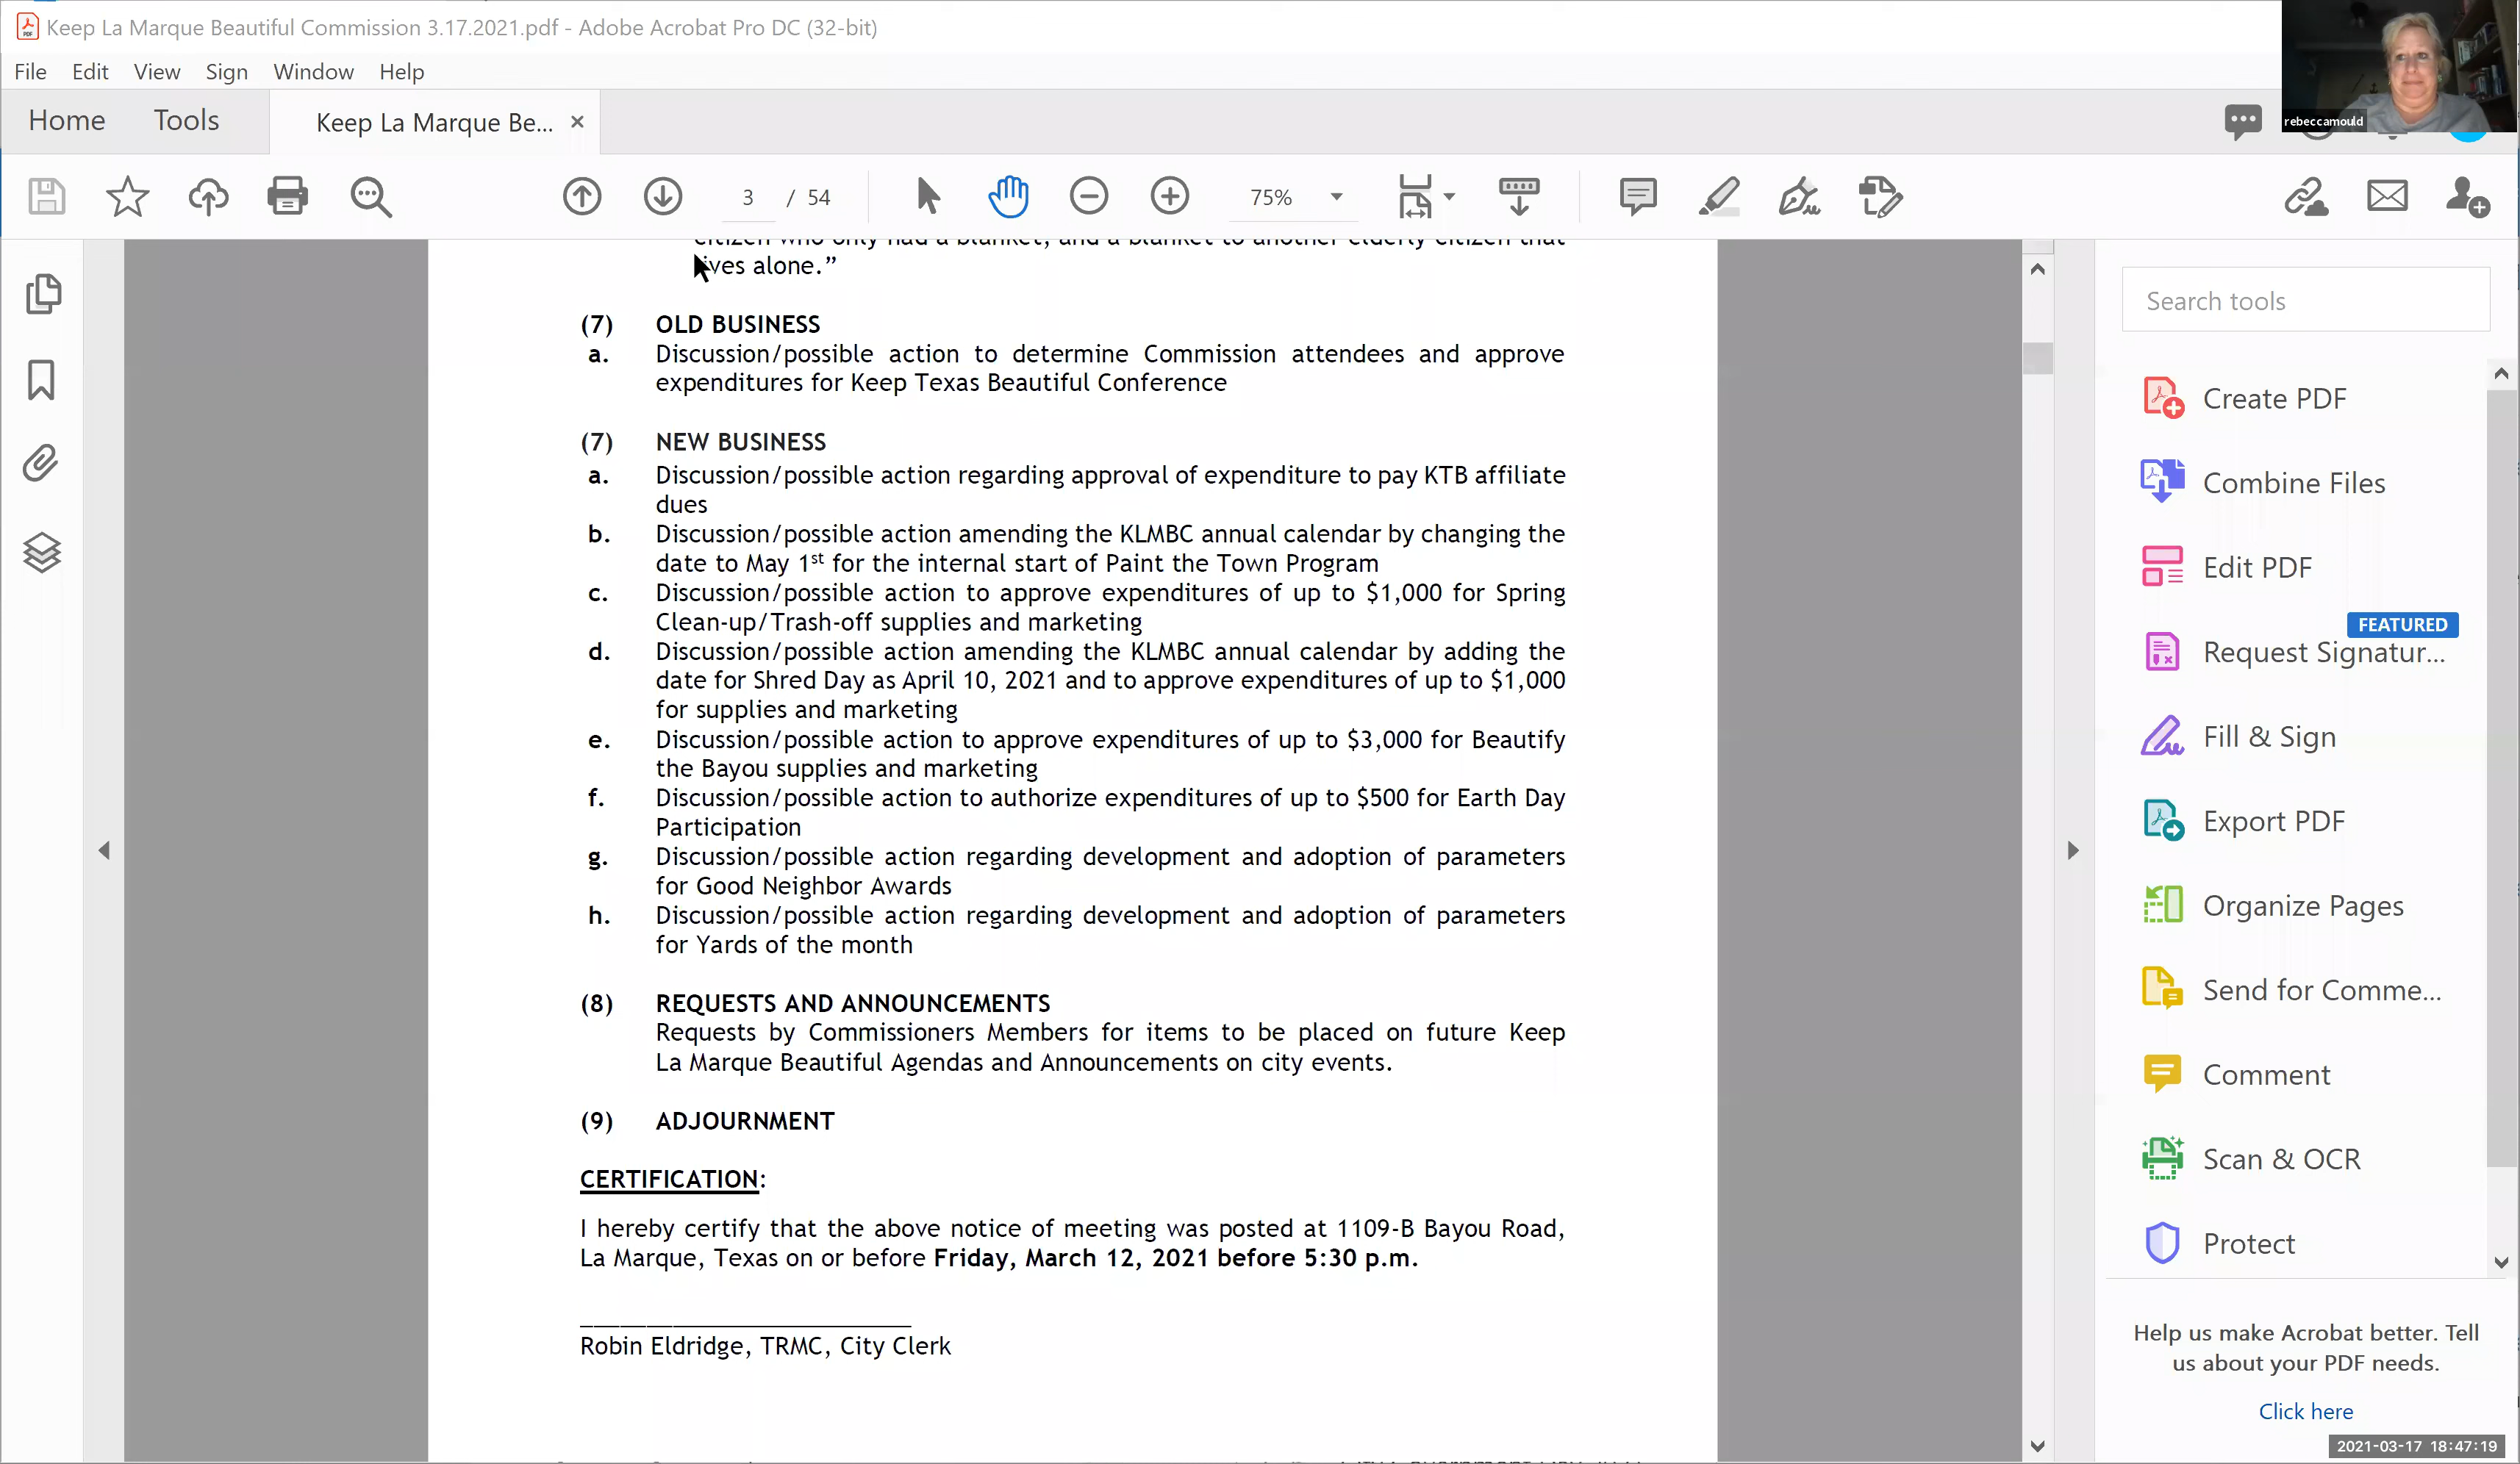 Keep La Marque Beautiful Commission 3.17.2021.pdf - Adobe Acrobat Pro DC (32-bit)
File Edit View Sign Window Help
Home Tools Keep La Marque Be... ×
rebeccamould
3 / 54 75%
citizen who only had a blanket, and a blanket to another elderly citizen that
ives alone.”
(7) OLD BUSINESS
a. Discussion/possible action to determine Commission attendees and approve
expenditures for Keep Texas Beautiful Conference
(7) NEW BUSINESS
a. Discussion/possible action regarding approval of expenditure to pay KTB affiliate
dues
b. Discussion/possible action amending the KLMBC annual calendar by changing the
date to May 1st for the internal start of Paint the Town Program
c. Discussion/possible action to approve expenditures of up to $1,000 for Spring
Clean-up/Trash-off supplies and marketing
d. Discussion/possible action amending the KLMBC annual calendar by adding the
date for Shred Day as April 10, 2021 and to approve expenditures of up to $1,000
for supplies and marketing
e. Discussion/possible action to approve expenditures of up to $3,000 for Beautify
the Bayou supplies and marketing
f. Discussion/possible action to authorize expenditures of up to $500 for Earth Day
Participation
g. Discussion/possible action regarding development and adoption of parameters
for Good Neighbor Awards
h. Discussion/possible action regarding development and adoption of parameters
for Yards of the month
(8) REQUESTS AND ANNOUNCEMENTS
Requests by Commissioners Members for items to be placed on future Keep
La Marque Beautiful Agendas and Announcements on city events.
(9) ADJOURNMENT
CERTIFICATION:
I hereby certify that the above notice of meeting was posted at 1109-B Bayou Road,
La Marque, Texas on or before Friday, March 12, 2021 before 5:30 p.m.
Robin Eldridge, TRMC, City Clerk
Search tools
Create PDF
Combine Files
Edit PDF
FEATURED
Request Signatur...
Fill & Sign
Export PDF
Organize Pages
Send for Comme...
Comment
Scan & OCR
Protect
Help us make Acrobat better. Tell
us about your PDF needs.
Click here
2021-03-17 18:47:19